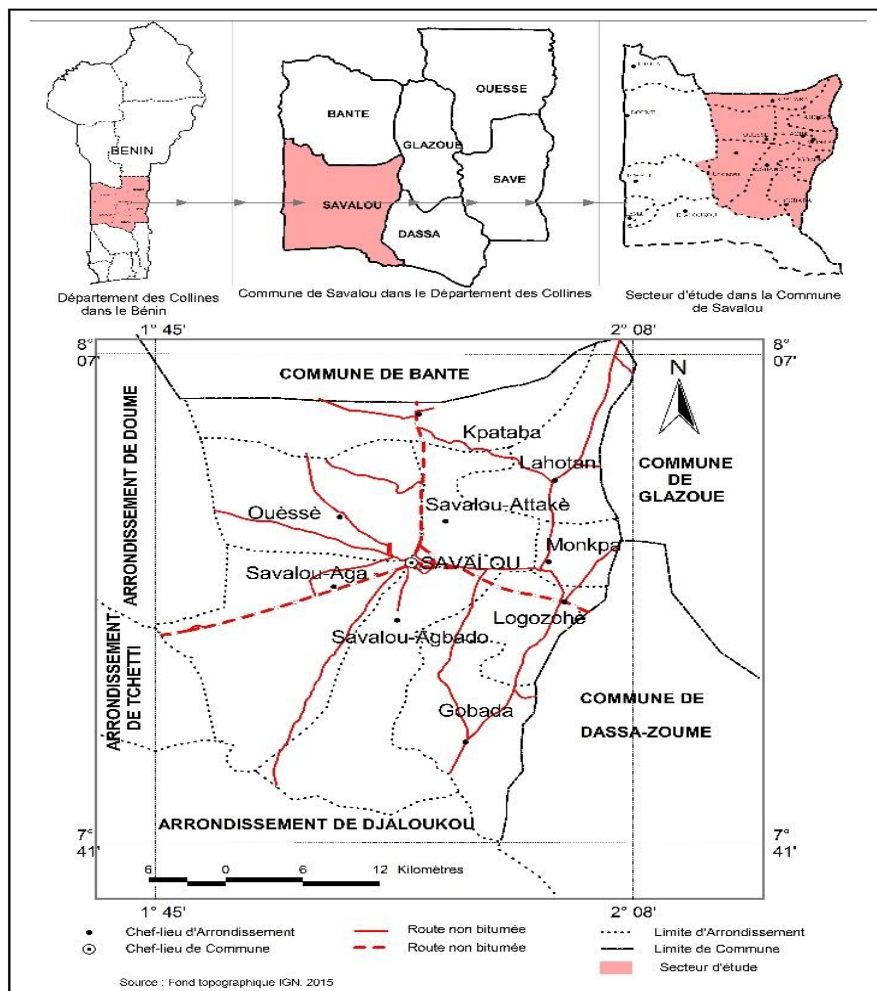 BENIN
BANTE
OUESSE
GLAZOUE
SAVE
SAVALOU
DASSA
Département des Collines
dans le Bénin
Commune de Savalou dans le Département des Collines
Secteur d'étude dans la Commune
de Savalou
1° 45'
2° 08'
8°
07'
8°
07'
COMMUNE DE BANTE
N
ARRONDISSEMENT DE DOUME
Kpataba
Lahotan
COMMUNE
DE
GLAZOUE
Ouèssè
Savalou-Attakè
Monkpa
SAVALOU
Savalou-Aga
Logozohè
Savalou-Agbado
ARRONDISSEMENT
DE TCHETTI
Gobada
COMMUNE DE
DASSA-ZOUME
ARRONDISSEMENT DE DJALOUKOU
7°
41'
7°
41'
6 0 6 12 Kilomètres
1° 45'
2° 08'
Chef-lieu d'Arrondissement
Route non bitumée
Limite d'Arrondissement
Chef-lieu de Commune
Route non bitumée
Limite de Commune
Secteur d'étude
Source : Fond topographique IGN. 2015